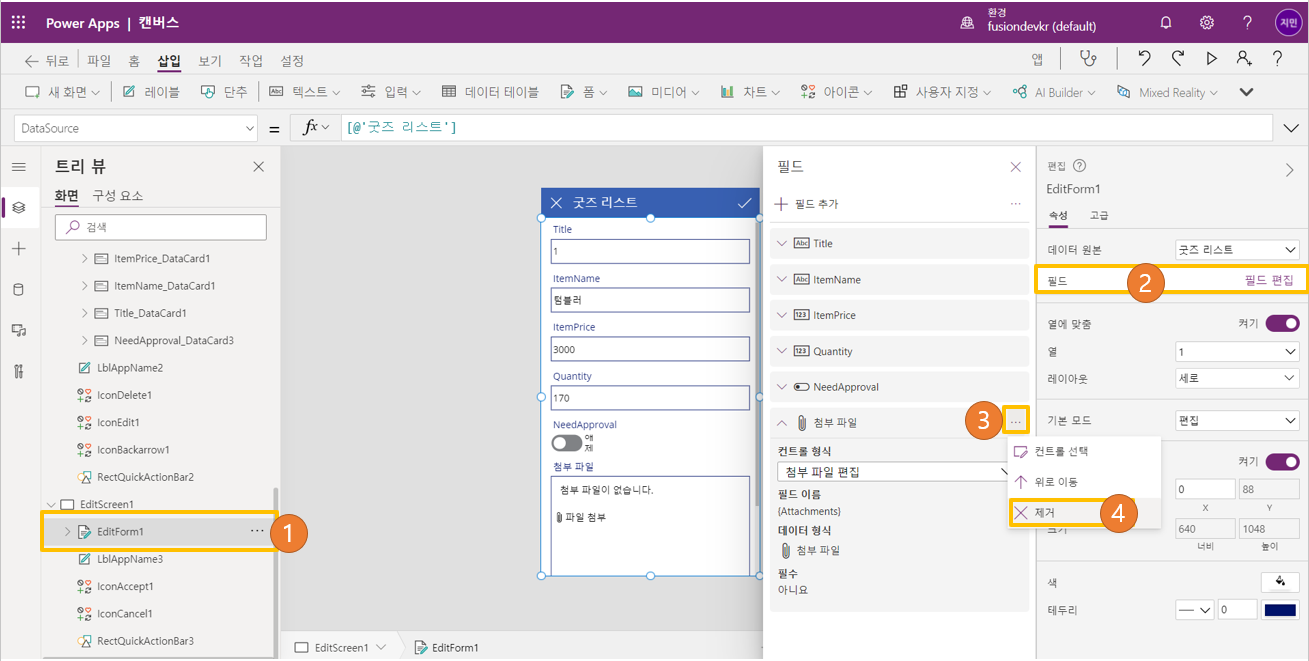 Power Apps | 캔버스
환경
fusiondevkr (default)
지민
뒤로 파일 홈 삽입 보기 작업 설정 앱
새 화면 레이블 단추 텍스트 입력 데이터 테이블 폼 미디어 차트 아이콘 사용자 지정 AI Builder Mixed Reality
DataSource = fx [@'굿즈 리스트']
트리 뷰
화면 구성 요소
검색
ItemPrice_DataCard1
ItemName_DataCard1
Title_DataCard1
NeedApproval_DataCard3
LblAppName2
IconDelete1
IconEdit1
IconBackarrow1
RectQuickActionBar2
EditScreen1
EditForm1 ... 1
LblAppName3
IconAccept1
IconCancel1
RectQuickActionBar3
굿즈 리스트
Title
1
ItemName
텀블러
ItemPrice
3000
Quantity
170
NeedApproval
첨부 파일
첨부 파일이 없습니다.
파일 첨부
EditScreen1 EditForm1
필드
필드 추가 ...
Abc Title
Abc ItemName
123 ItemPrice
123 Quantity
NeedApproval
첨부 파일 3 ...
컨트롤 형식
첨부 파일 편집
필드 이름
(Attachments)
데이터 형식
첨부 파일
필수
아니요
컨트롤 선택
위로 이동
제거 4
편집 ?
EditForm1
속성 고급
데이터 원본 굿즈 리스트
필드 2 필드 편집
열에 맞춤 켜기
열 1
레이아웃 세로
기본 모드 편집
켜기
0 88
X Y
크기 640 1048
너비 높이
색
테두리 0